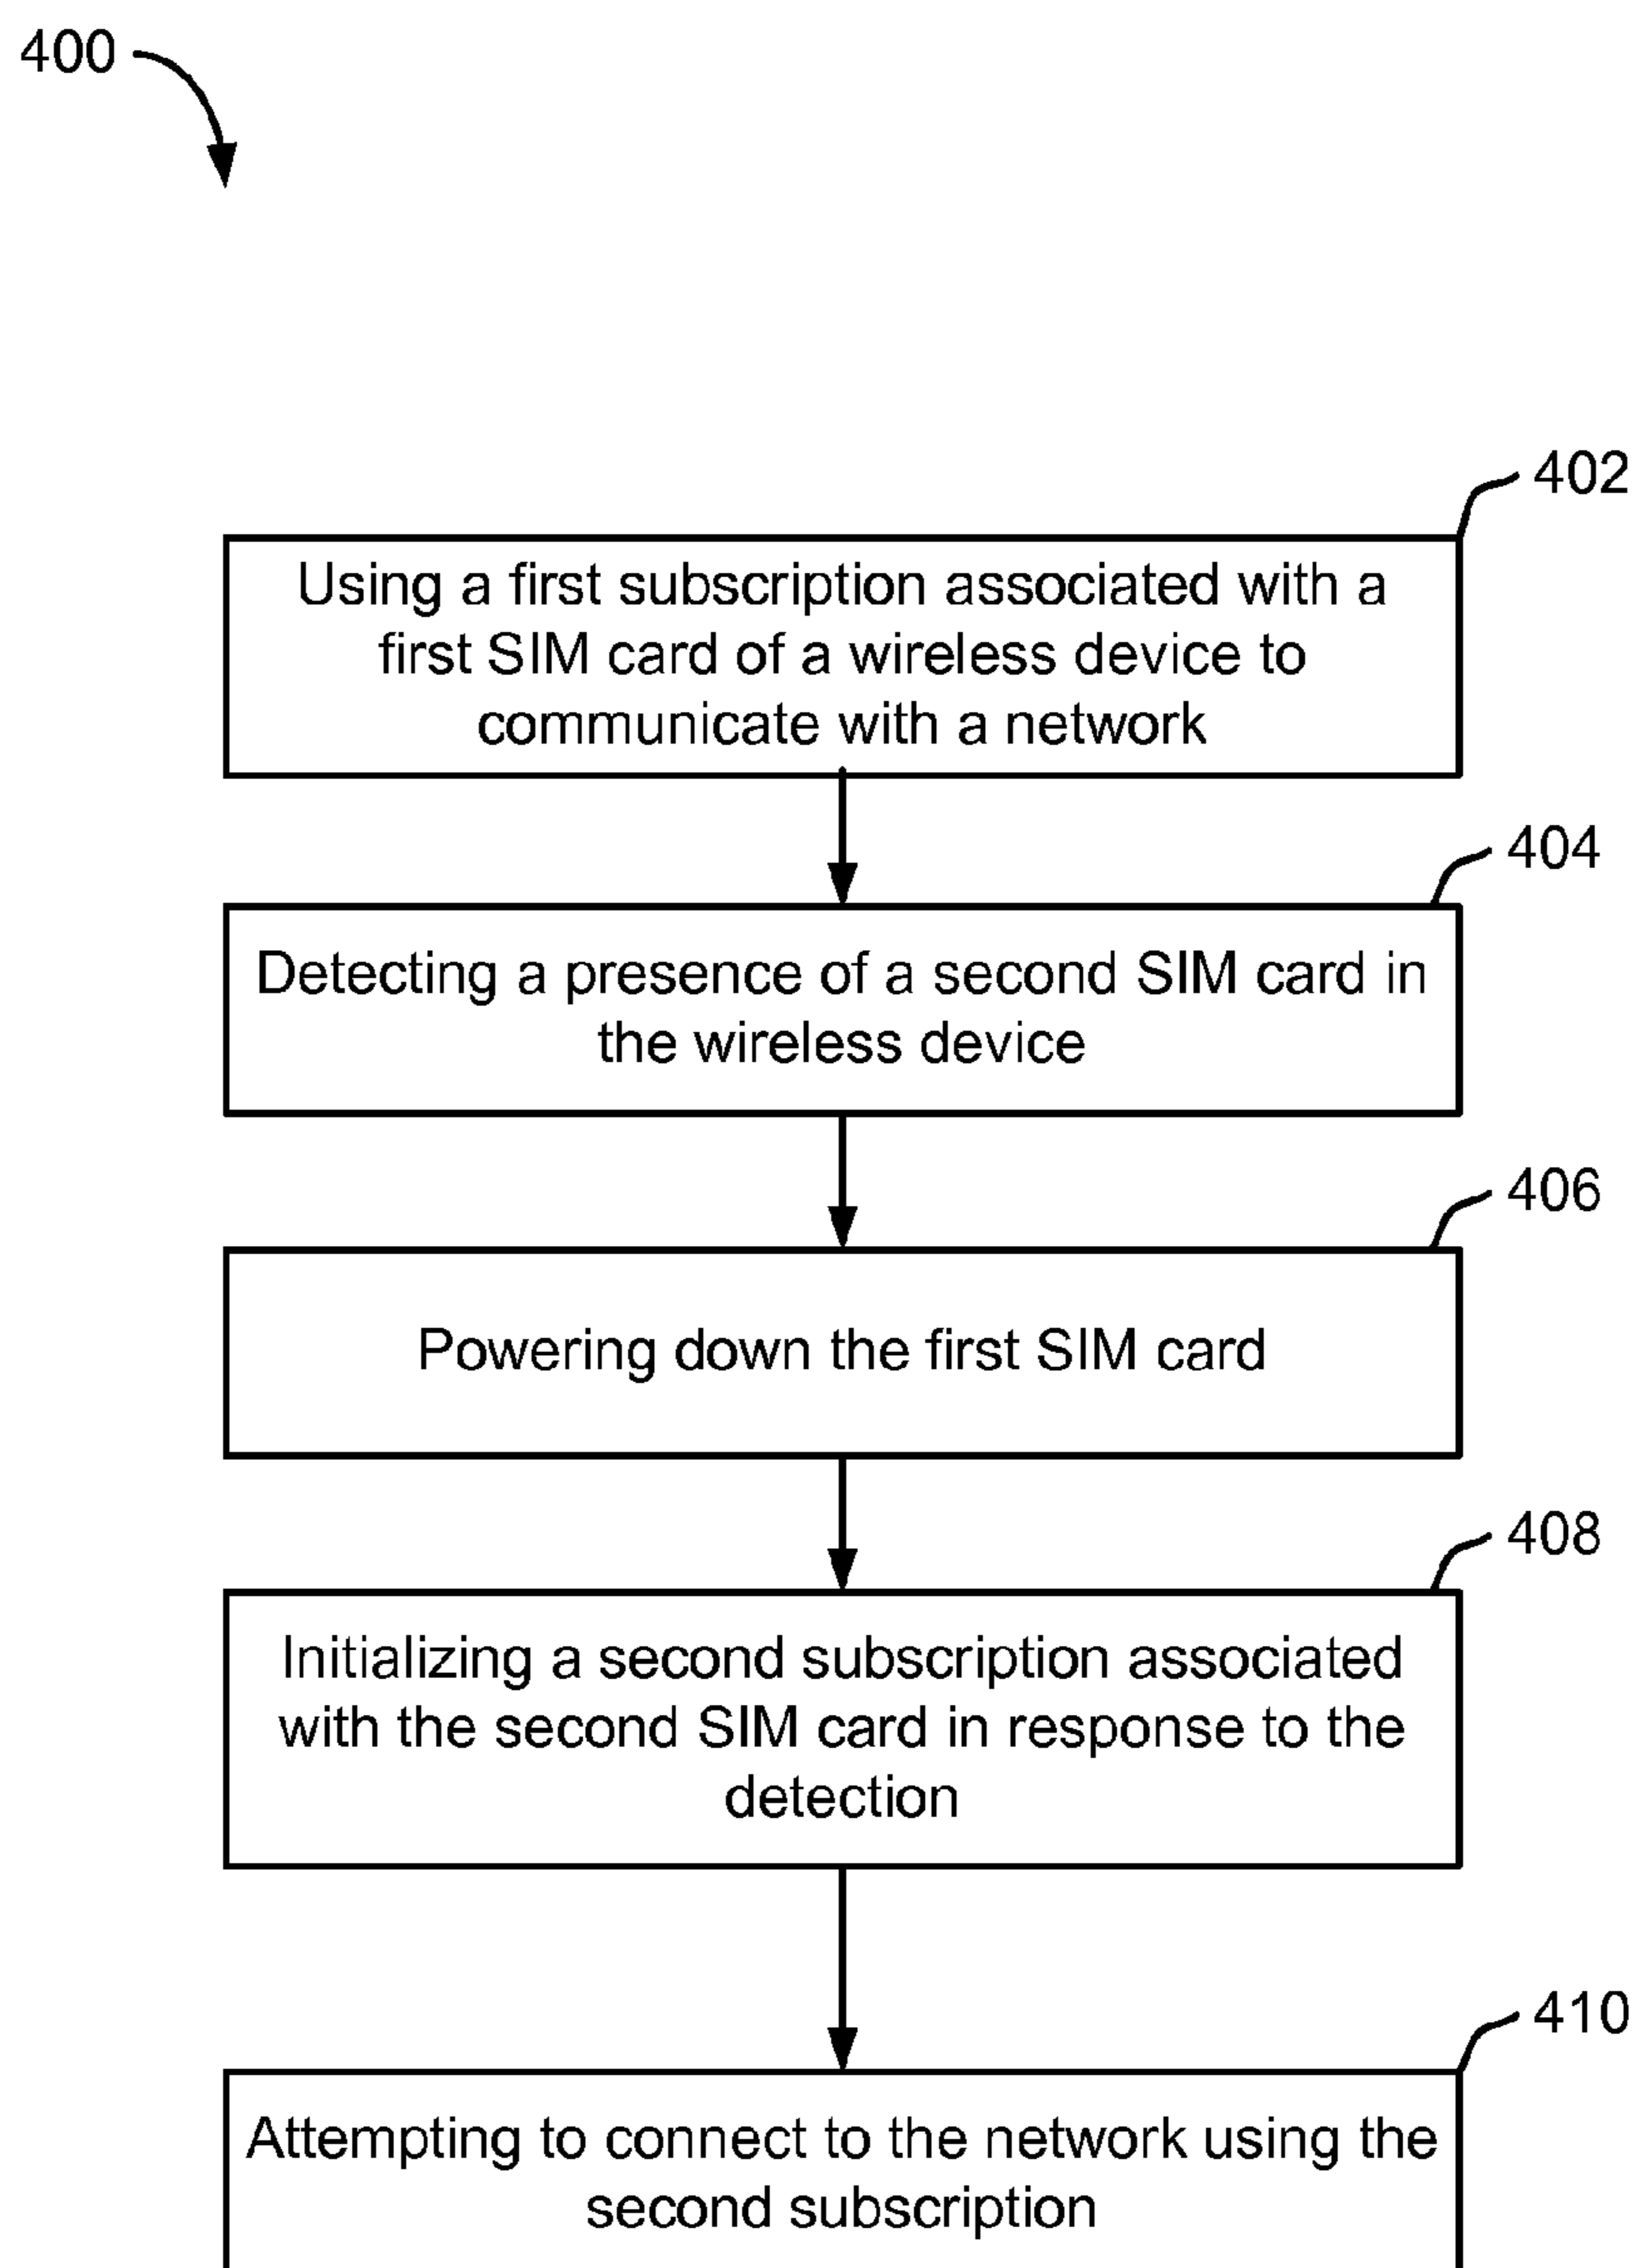 400
402
Using a first subscription associated with a
first SIM card of a wireless device to
communicate with a network
404
Detecting a presence of a second SIM card in
the wireless device
406
Powering down the first SIM card
408
Initializing a second subscription associated
with the second SIM card in response to the
detection
410
Attempting to connect to the network using the
second subscription